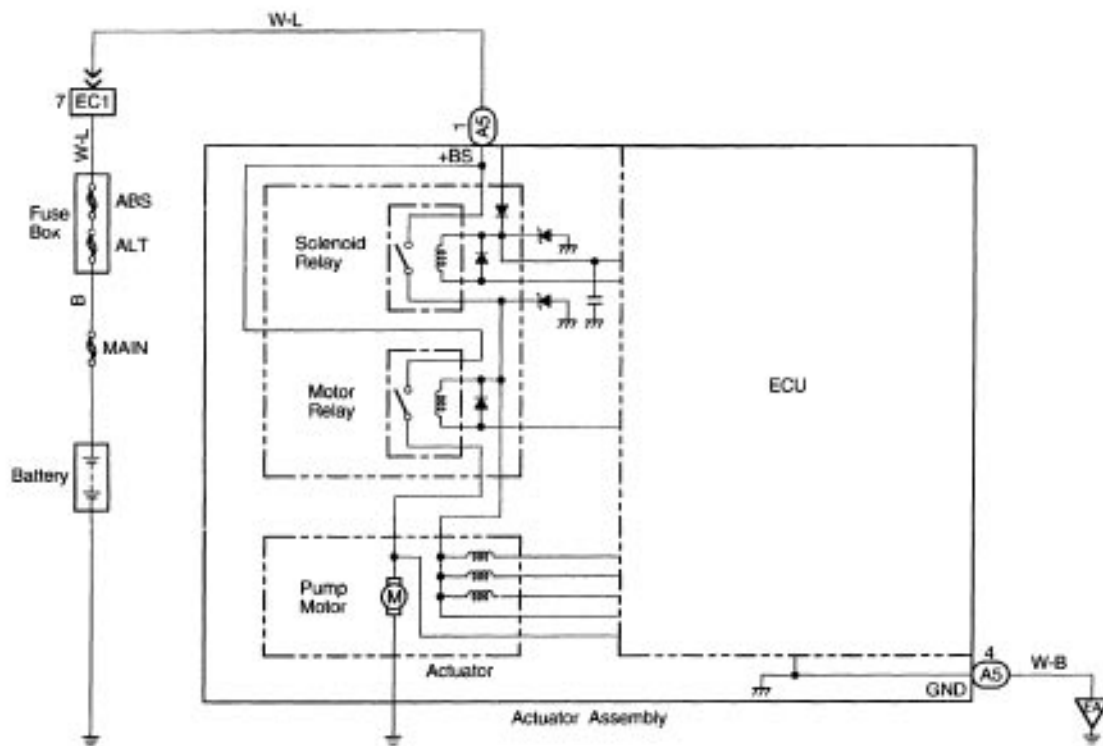 W-L
7 EC1
W-L
1
A5
+BS
Fuse
Box
ABS
ALT
Solenoid
Relay
B
MAIN
Motor
Relay
ECU
Battery
Pump
Motor
M
Actuator
4
A5
W-B
GND
Actuator Assembly
EA